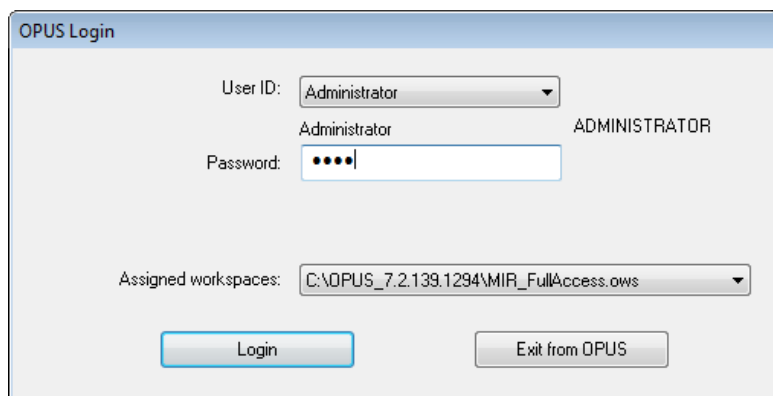 OPUS Login
User ID: Administrator
Administrator ADMINISTRATOR
Password: ●●●●
Assigned workspaces: C:\OPUS_7.2.139.1294\MIR_FullAccess.ows
Login Exit from OPUS